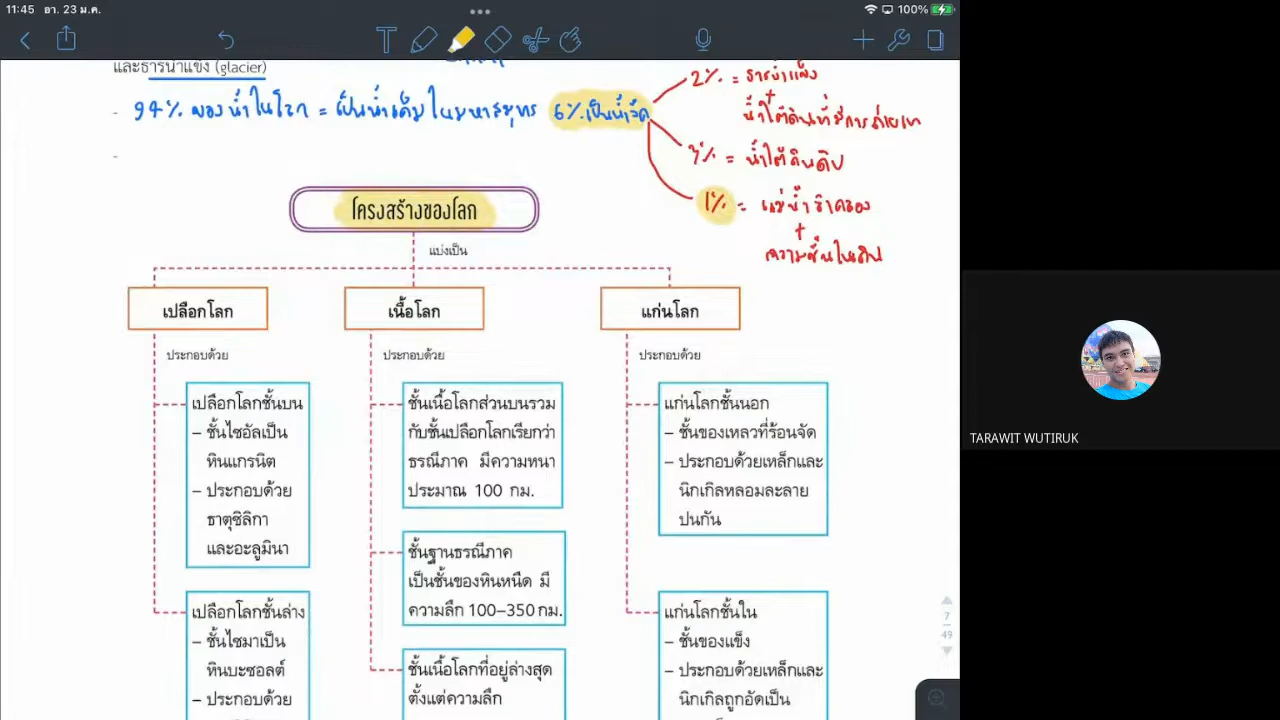 11:45 อา. 23 ม.ค.
100%
และธารน้ำแข็ง (glacier)
94% ของน้ำในโลก = เป็นน้ำเค็มในมหาสมุทร 6% เป็นน้ำจืด
2% = ธารน้ำแข็ง
+
น้ำใต้ดินที่มีการถ่ายเท
3% = น้ำใต้ดินลึก
1% = แม่น้ำลำคลอง
+
ความชื้นในดิน
โครงสร้างของโลก
แบ่งเป็น
เปลือกโลก
ประกอบด้วย
เปลือกโลกชั้นบน
– ชั้นไซอัลเป็น
หินแกรนิต
– ประกอบด้วย
ธาตุซิลิกา
และอะลูมินา
เปลือกโลกชั้นล่าง
– ชั้นไซมาเป็น
หินบะซอลต์
– ประกอบด้วย
เนื้อโลก
ประกอบด้วย
ชั้นเนื้อโลกส่วนบนรวม
กับชั้นเปลือกโลกเรียกว่า
ธรณีภาค มีความหนา
ประมาณ 100 กม.
ชั้นฐานธรณีภาค
เป็นชั้นของหินหนืด มี
ความลึก 100–350 กม.
ชั้นเนื้อโลกที่อยู่ล่างสุด
ตั้งแต่ความลึก
แก่นโลก
ประกอบด้วย
แก่นโลกชั้นนอก
– ชั้นของเหลวที่ร้อนจัด
– ประกอบด้วยเหล็กและ
นิกเกิลหลอมละลาย
ปนกัน
แก่นโลกชั้นใน
– ชั้นของแข็ง
– ประกอบด้วยเหล็กและ
นิกเกิลถูกอัดเป็น
7
49
TARAWIT WUTIRUK